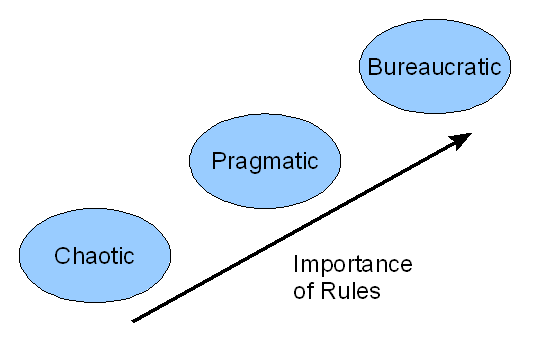 Bureaucratic
Pragmatic
Chaotic
Importance
of Rules